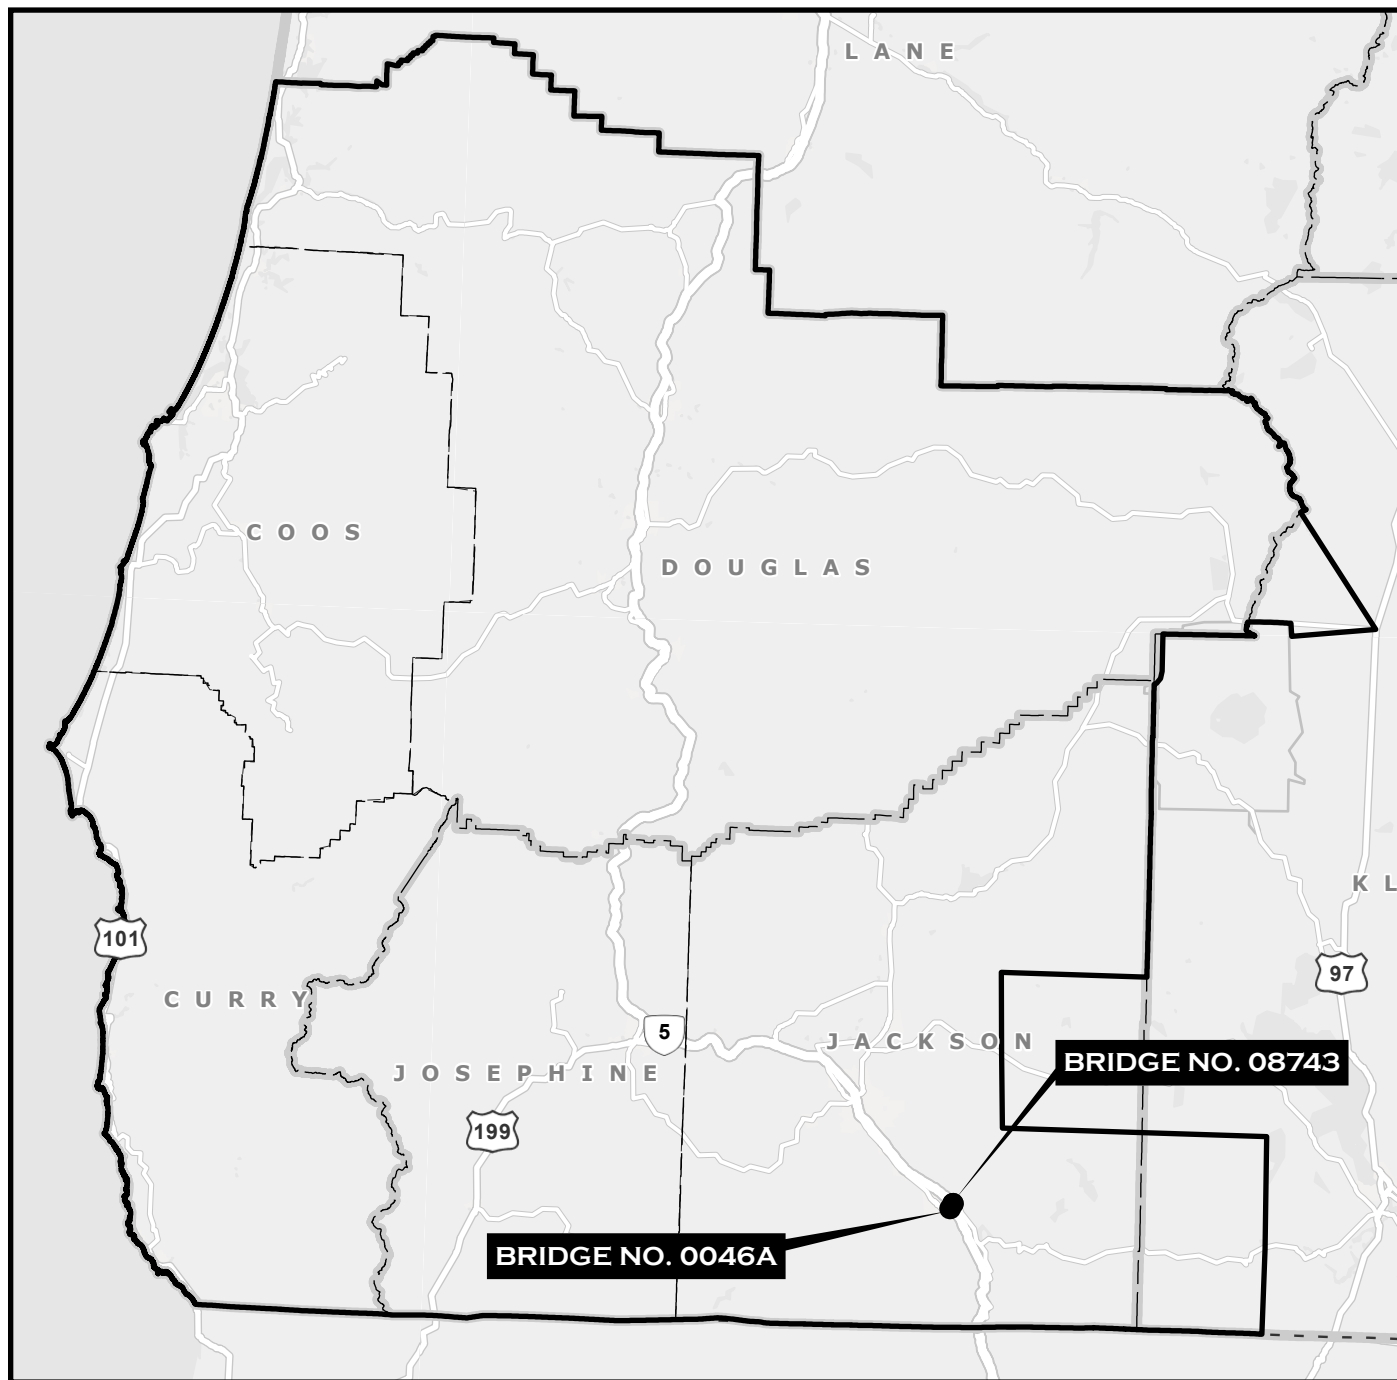 LANE
COOS
DOUGLAS
KL
101
97
CURRY
5
JACKSON
BRIDGE NO. 08743
JOSEPHINE
199
BRIDGE NO. 0046A